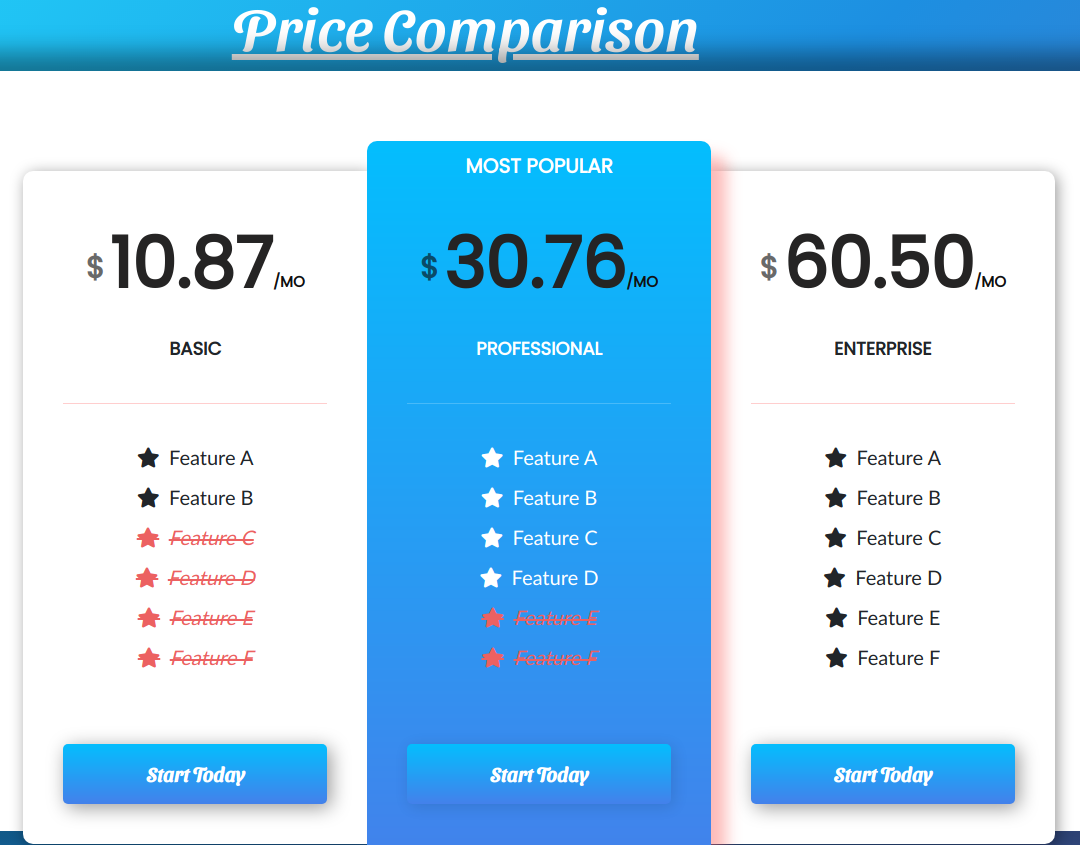 Price Comparison
MOST POPULAR
$ 10.87 /MO
BASIC
Feature A
Feature B
Feature C
Feature D
Feature E
Feature F
Start Today
$ 30.76 /MO
PROFESSIONAL
Feature A
Feature B
Feature C
Feature D
Feature E
Feature F
Start Today
$ 60.50 /MO
ENTERPRISE
Feature A
Feature B
Feature C
Feature D
Feature E
Feature F
Start Today